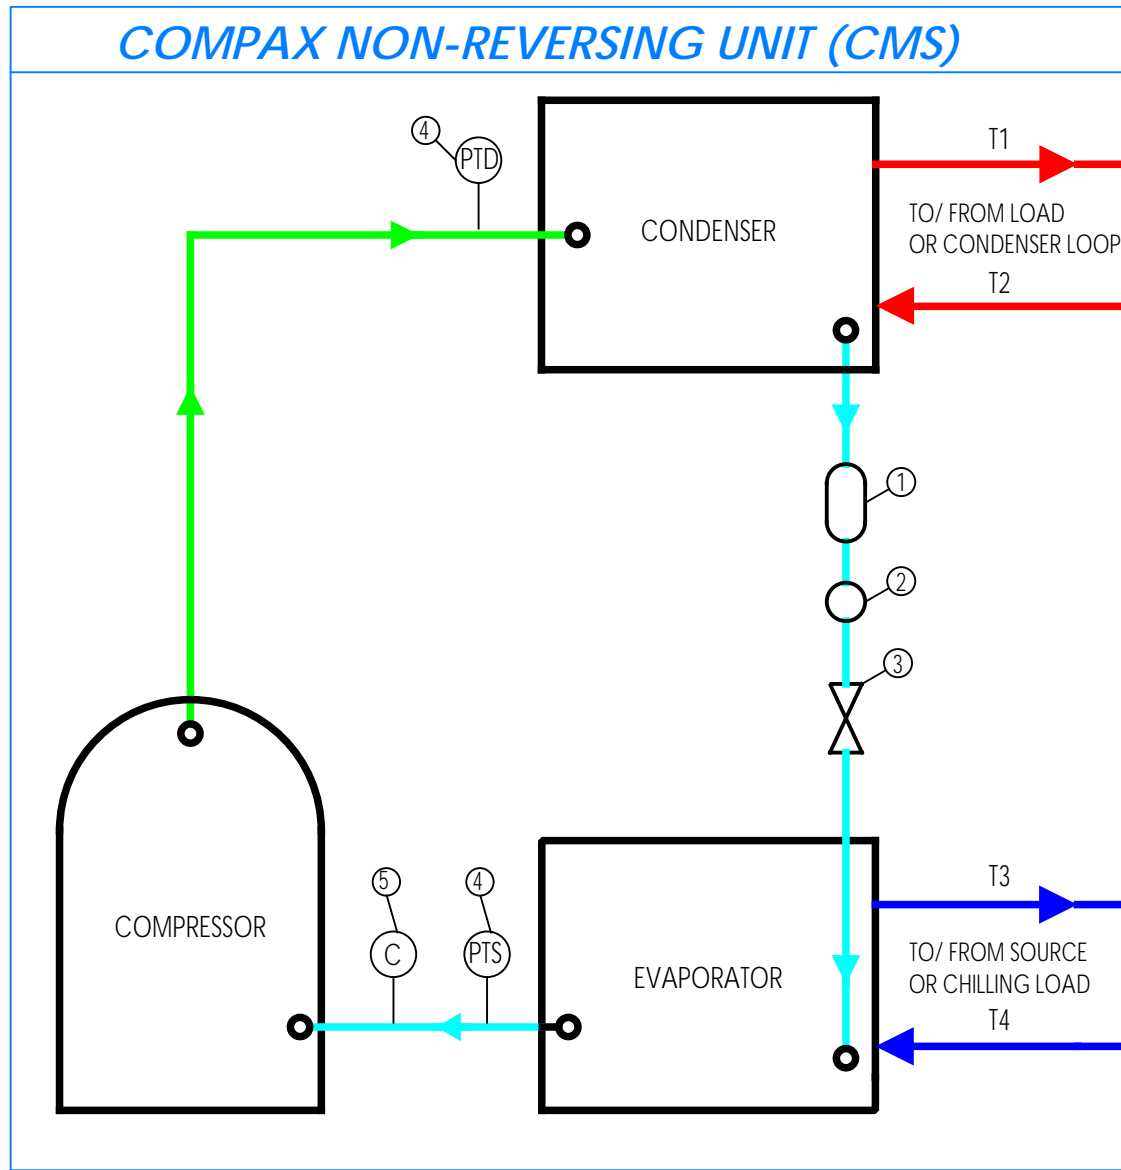 COMPAX NON-REVERSING UNIT (CMS)
4
PTD
T1
CONDENSER
TO/ FROM LOAD
OR CONDENSER LOOP
T2
1
2
3
5
4
T3
COMPRESSOR
C
PTS
EVAPORATOR
TO/ FROM SOURCE
OR CHILLING LOAD
T4